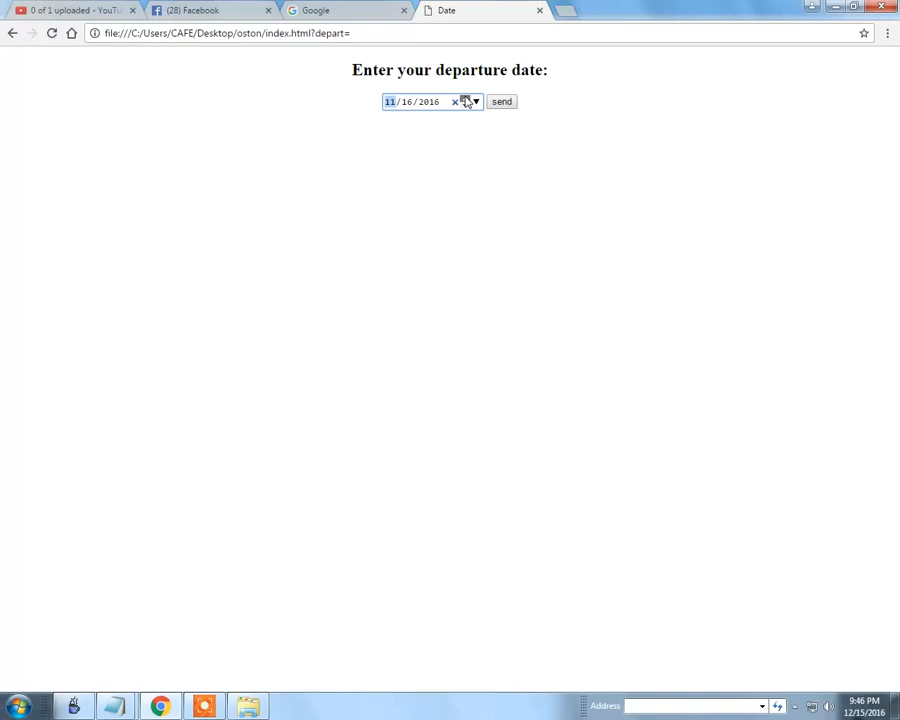 0 of 1 uploaded - YouTu
(28) Facebook
Google
Date
file:///C:/Users/CAFE/Desktop/oston/index.html?depart=
Enter your departure date:
11/16/2016
send
Address
9:46 PM
12/15/2016